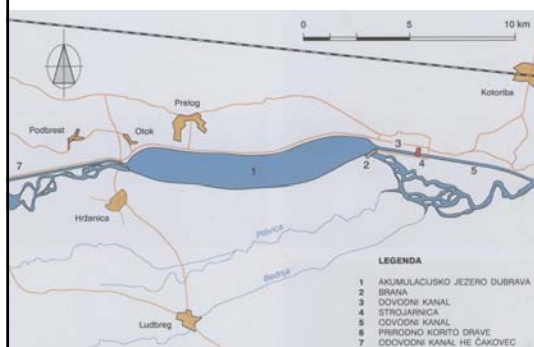 0 5 10 km
Kotoriba
Prelog
Podbrest
Otok
3
7
1
2
4
5
Hrženica
Plitvica
Bednja
Ludbreg
LEGENDA
1 AKUMULACIJSKO JEZERO DUBRAVA
2 BRANA
3 DOVODNI KANAL
4 STROJARNICA
5 ODVODNI KANAL
6 PRIRODNO KORITO DRAVE
7 ODOVODNI KANAL HE ČAKOVEC